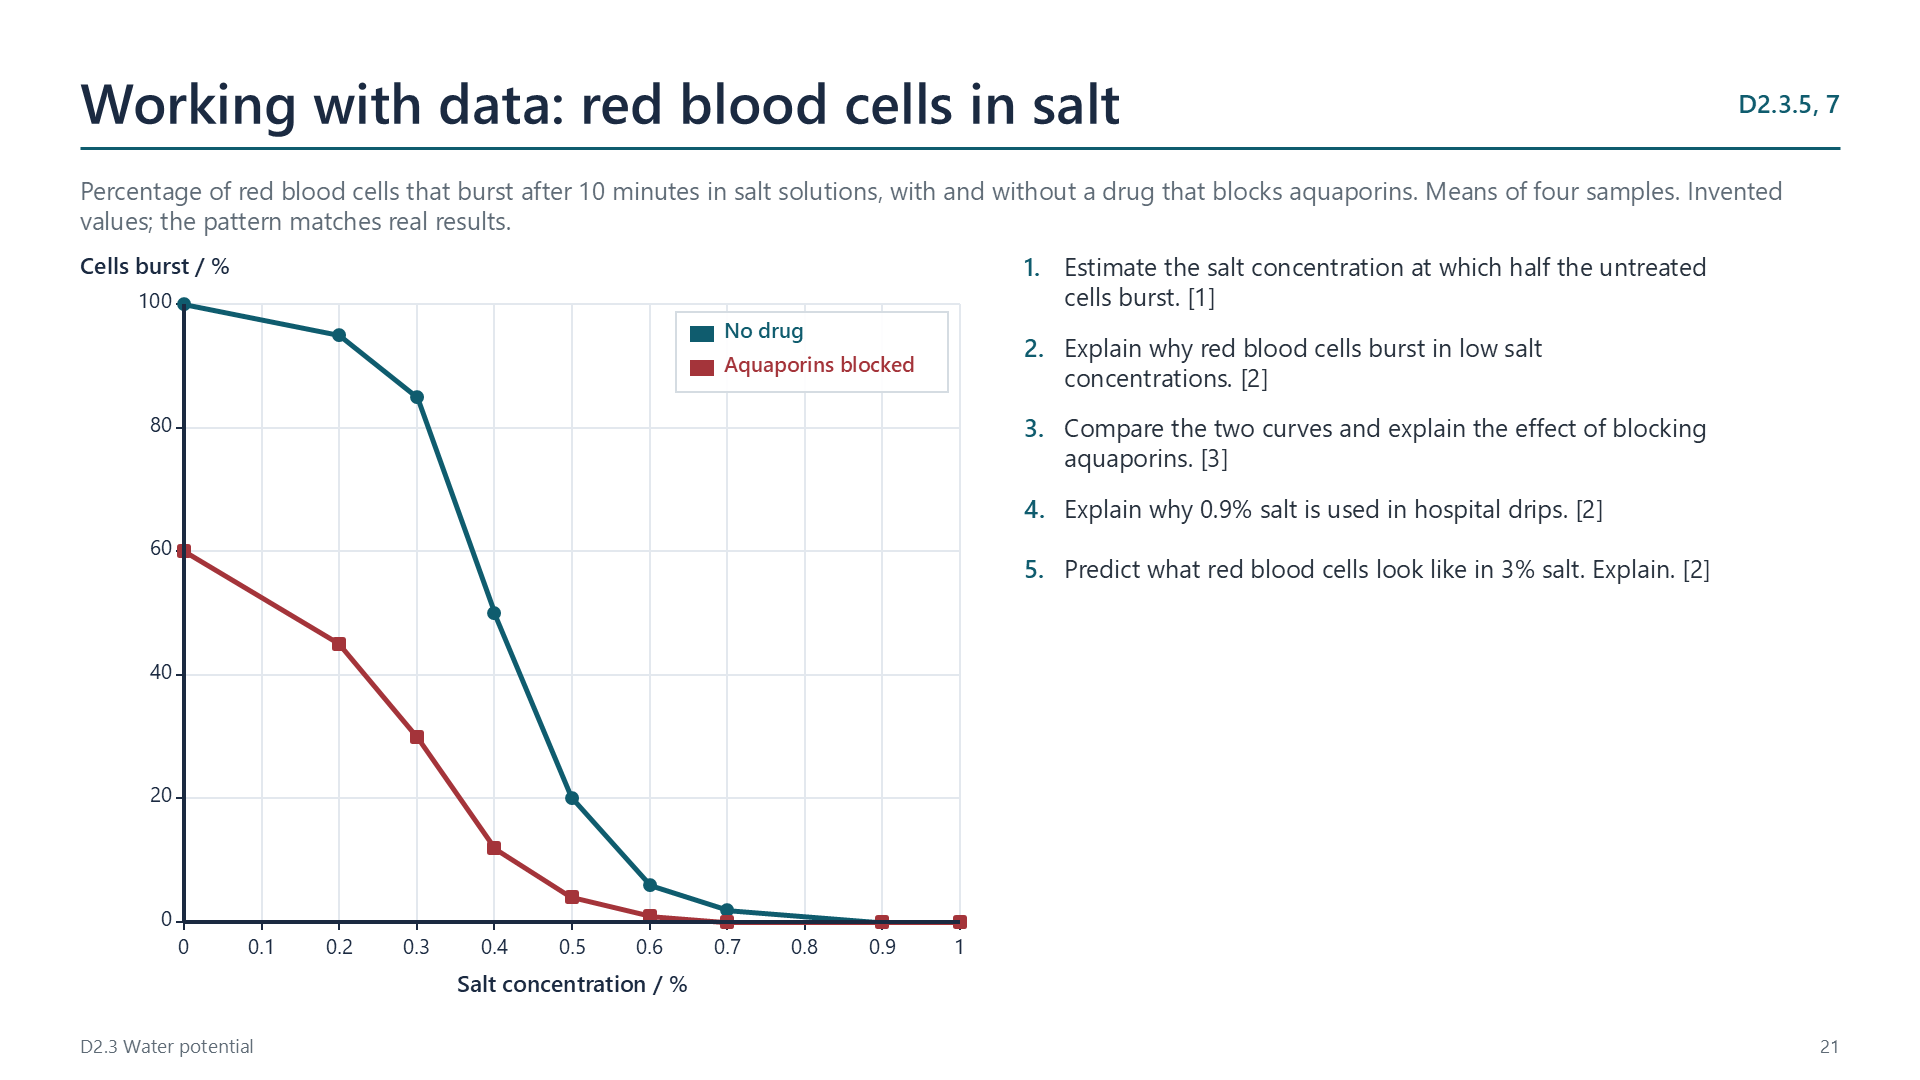 Working with data: red blood cells in salt
D2.3.5, 7
Percentage of red blood cells that burst after 10 minutes in salt solutions, with and without a drug that blocks aquaporins. Means of four samples. Invented
values; the pattern matches real results.
Cells burst / %
100
80
60
40
20
0
0 0.1 0.2 0.3 0.4 0.5 0.6 0.7 0.8 0.9 1
Salt concentration / %
No drug
Aquaporins blocked
1. Estimate the salt concentration at which half the untreated
cells burst. [1]
2. Explain why red blood cells burst in low salt
concentrations. [2]
3. Compare the two curves and explain the effect of blocking
aquaporins. [3]
4. Explain why 0.9% salt is used in hospital drips. [2]
5. Predict what red blood cells look like in 3% salt. Explain. [2]
D2.3 Water potential
21